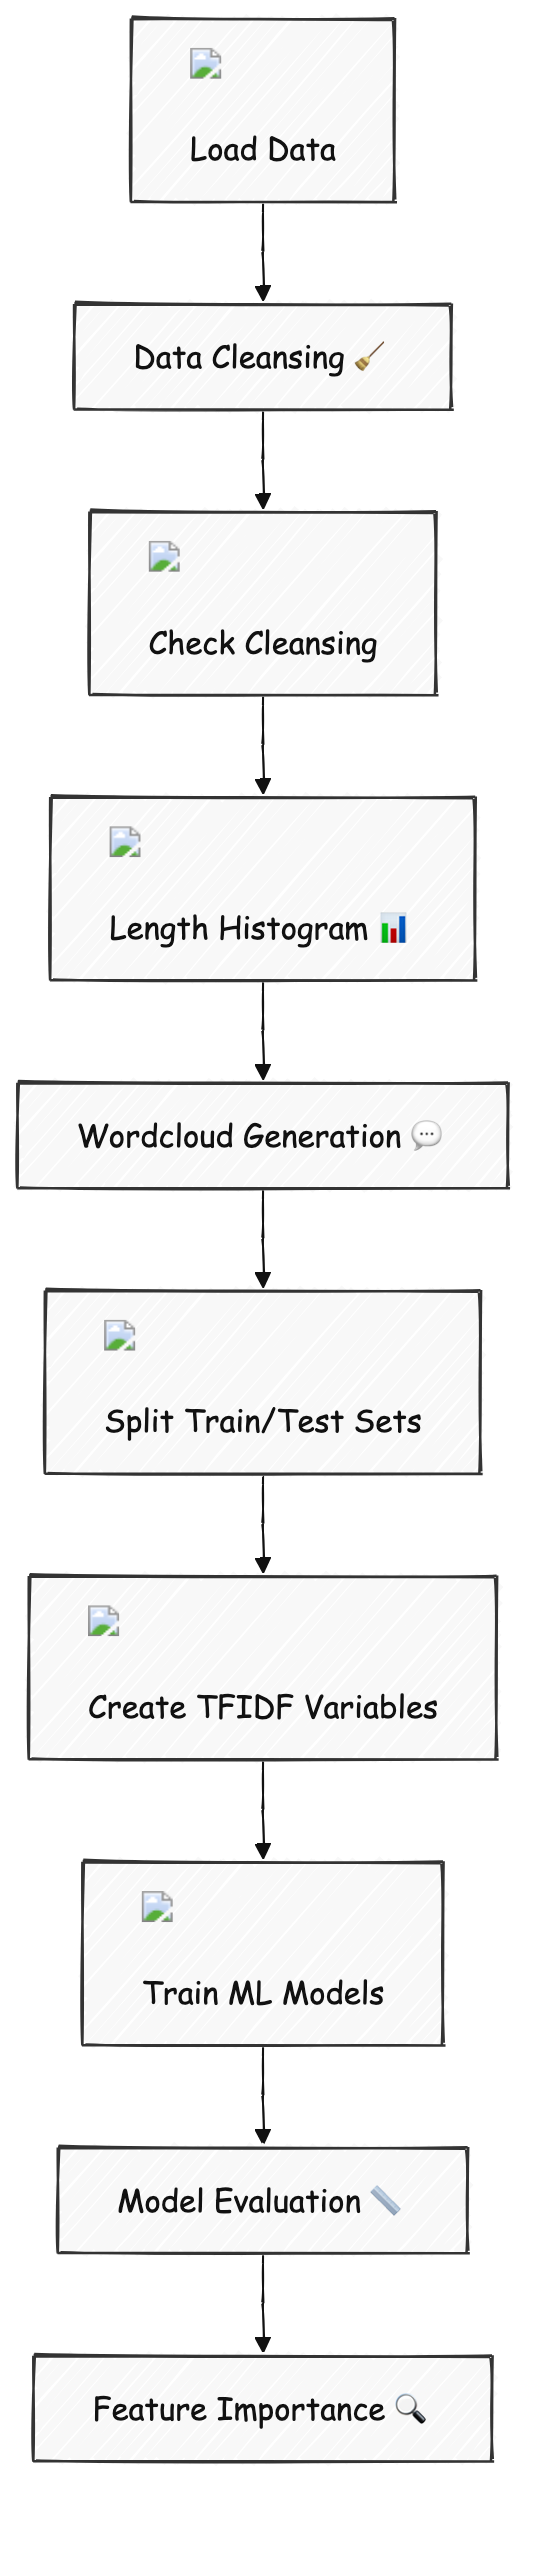 Load Data
Data Cleansing 🧹
Check Cleansing
Length Histogram 📊
Wordcloud Generation 💬
Split Train/Test Sets
Create TFIDF Variables
Train ML Models
Model Evaluation 📏
Feature Importance 🔍